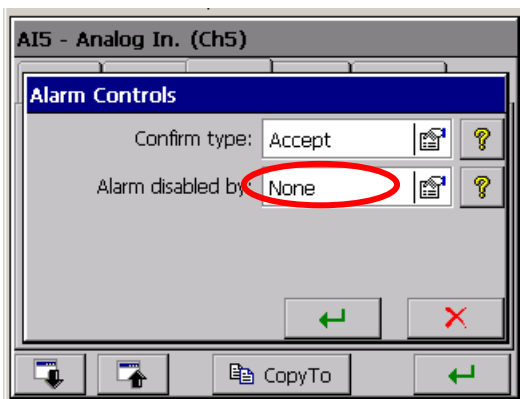 AI5 - Analog In. (Ch5)
Alarm Controls
Confirm type: Accept
Alarm disabled by: None
CopyTo